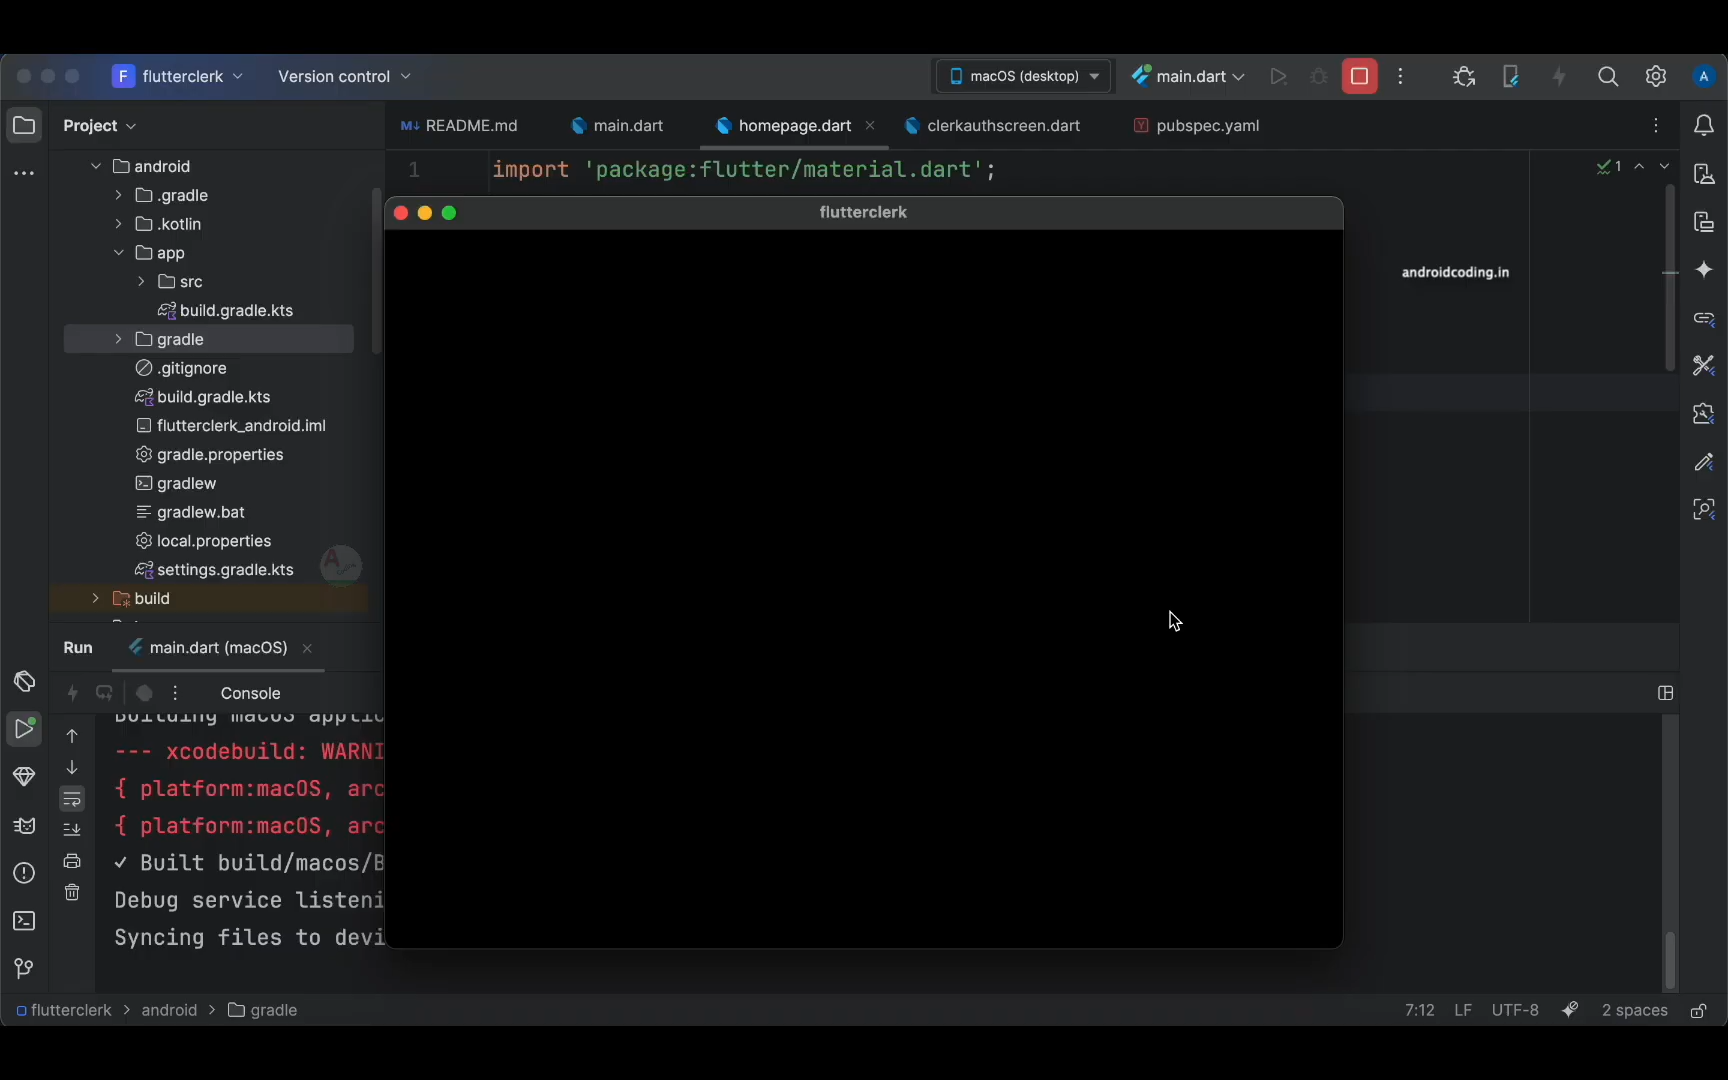 F flutterclerk Version control macOS (desktop) main.dart A
Project
README.md main.dart homepage.dart clerkauthscreen.dart pubspec.yaml
android
.gradle
.kotlin
app
src
build.gradle.kts
gradle
.gitignore
build.gradle.kts
flutterclerk_android.iml
gradle.properties
gradlew
gradlew.bat
local.properties
settings.gradle.kts
build
1 import 'package:flutter/material.dart'; 1
flutterclerk
androidcoding.in
Run main.dart (macOS)
Console
Building macOS applic
--- xcodebuild: WARNI
{ platform:macOS, arc
{ platform:macOS, arc
✓ Built build/macos/B
Debug service listeni
Syncing files to devi
flutterclerk > android > gradle 7:12 LF UTF-8 2 spaces